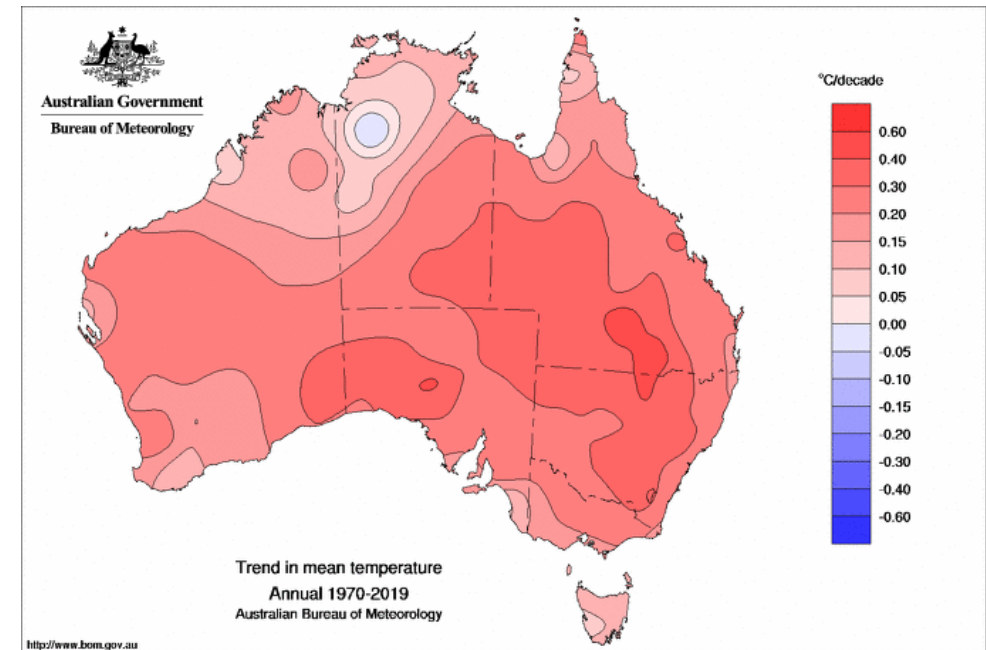 Australian Government
Bureau of Meteorology
°C/decade
0.60
0.40
0.30
0.20
0.15
0.10
0.05
0.00
-0.05
-0.10
-0.15
-0.20
-0.30
-0.40
-0.60
Trend in mean temperature
Annual 1970-2019
Australian Bureau of Meteorology
http://www.bom.gov.au